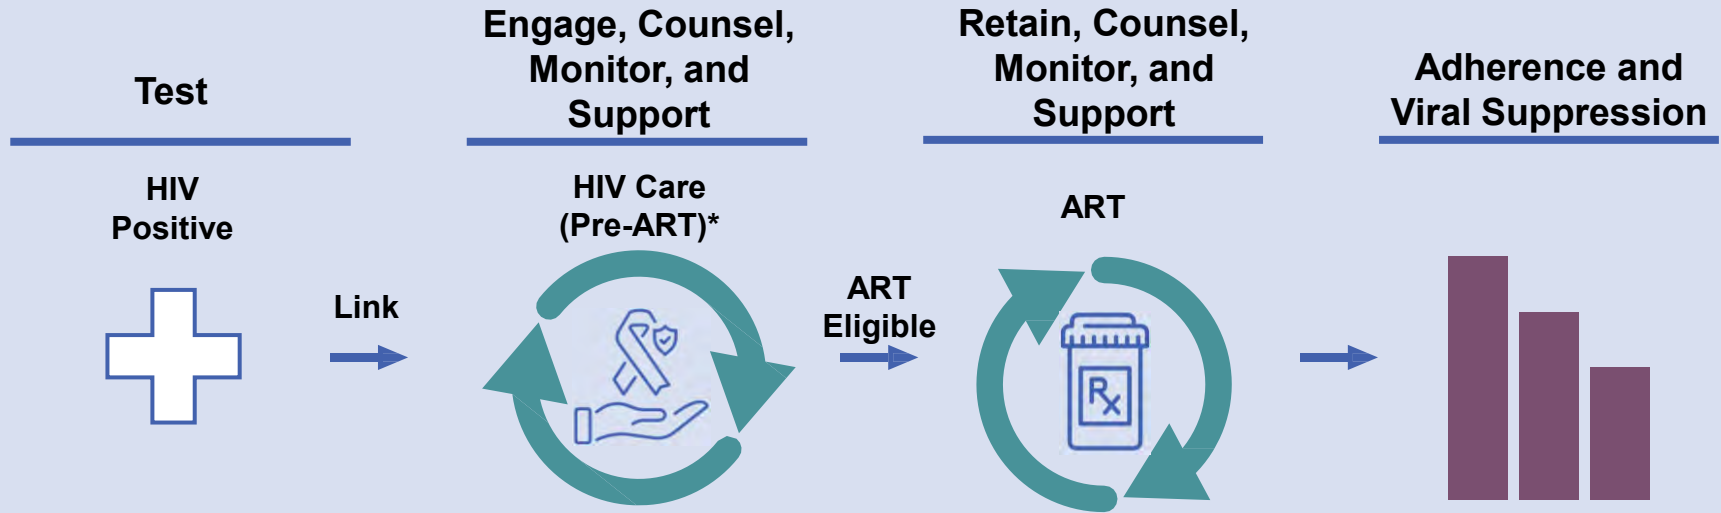 Test
HIV
Positive
Link
Engage, Counsel,
Monitor, and
Support
HIV Care
(Pre-ART)*
ART
Eligible
Retain, Counsel,
Monitor, and
Support
ART
Rx
Adherence and
Viral Suppression